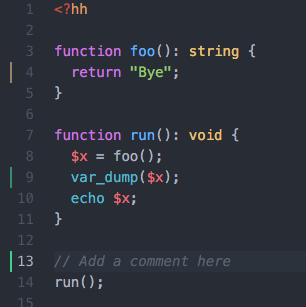 1 <?hh
2
3 function foo(): string {
4   return "Bye";
5 }
6
7 function run(): void {
8   $x = foo();
9   var_dump($x);
10   echo $x;
11 }
12
13 // Add a comment here
14 run();
15